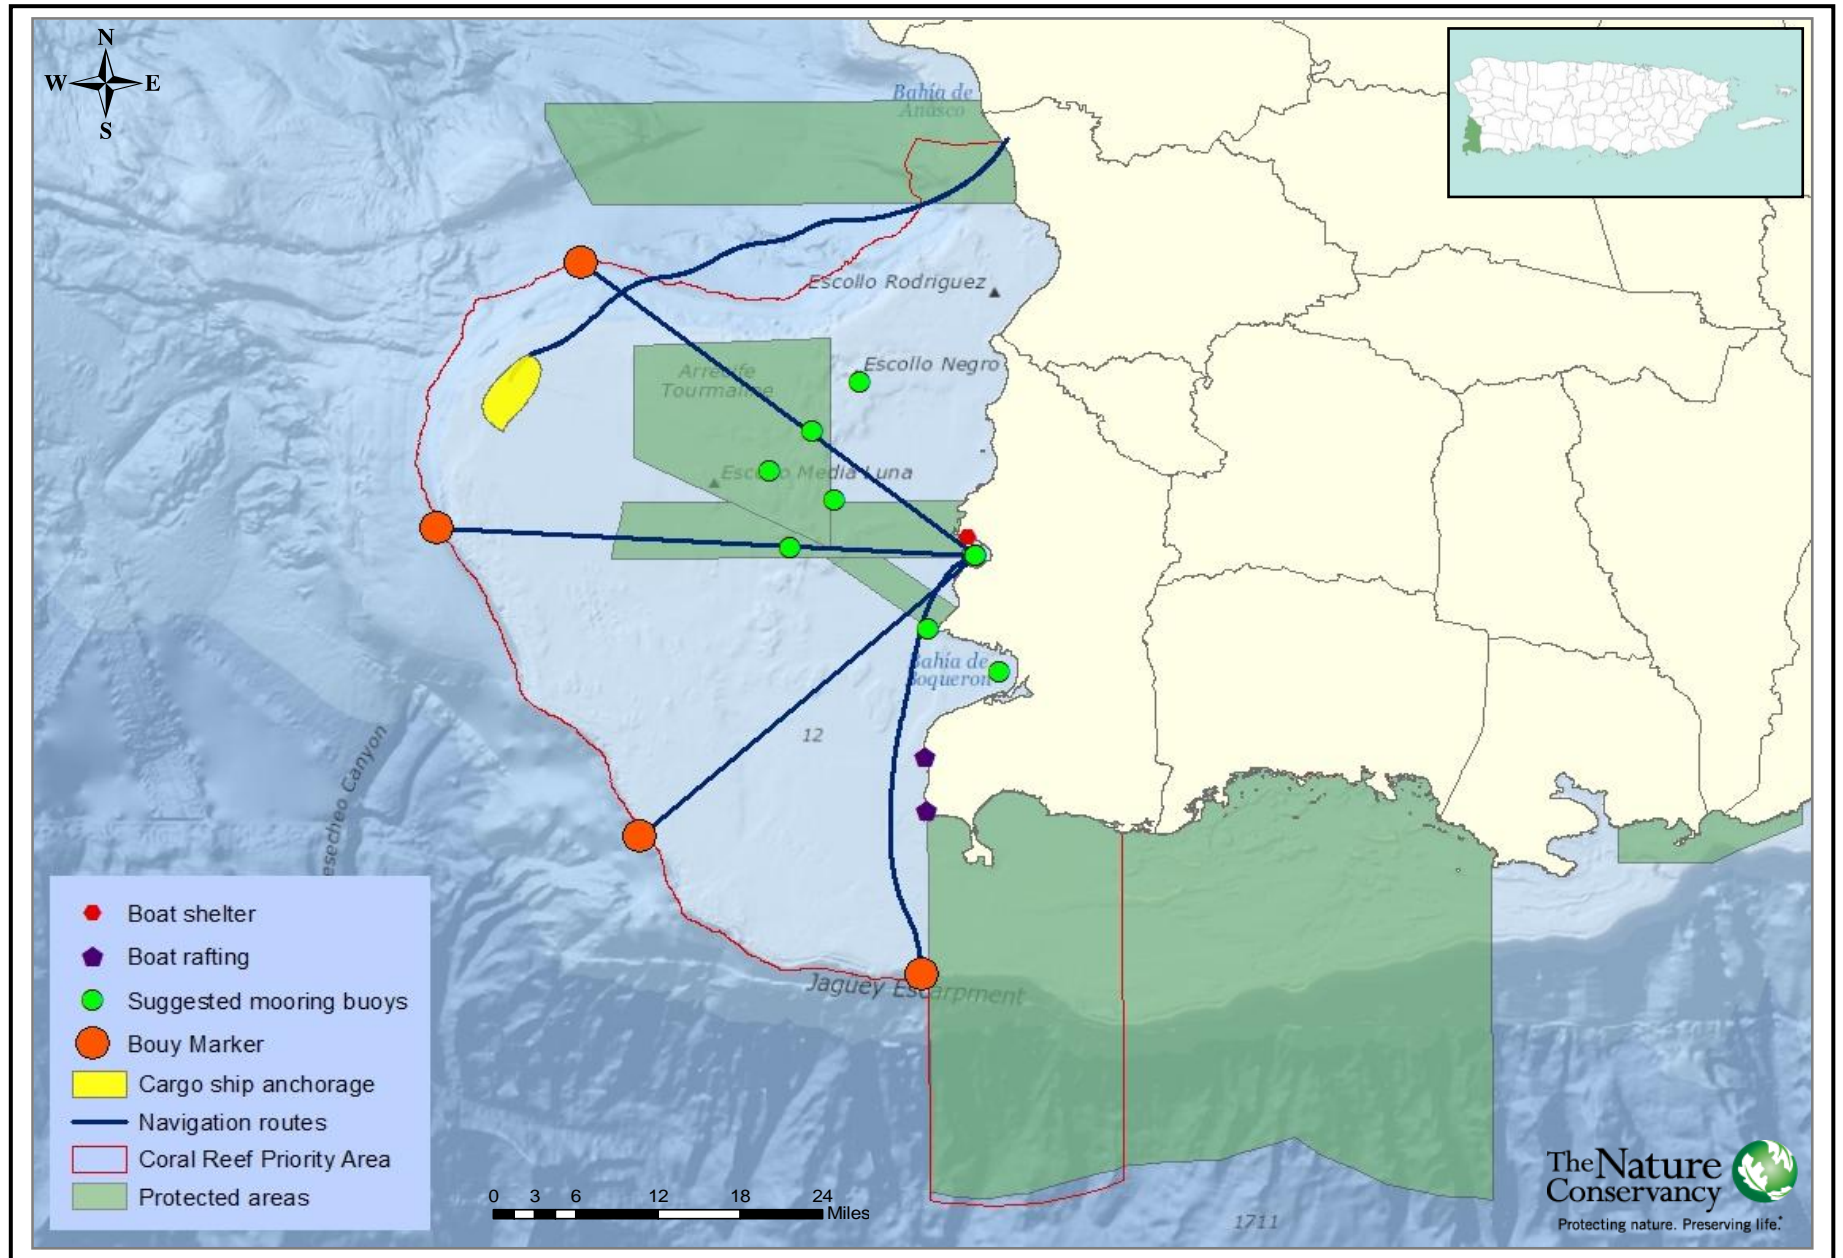 N
W E
S
Bahía de
Añasco
Escollo Rodriguez
Arrecife
Tourmaline
Escollo Negro
Escollo Media Luna
Bahía de
Boqueron
12
esecheo Canyon
Jaguey Escarpment
1711
Boat shelter
Boat rafting
Suggested mooring buoys
Bouy Marker
Cargo ship anchorage
Navigation routes
Coral Reef Priority Area
Protected areas
0 3 6 12 18 24
Miles
The Nature
Conservancy
Protecting nature. Preserving life.